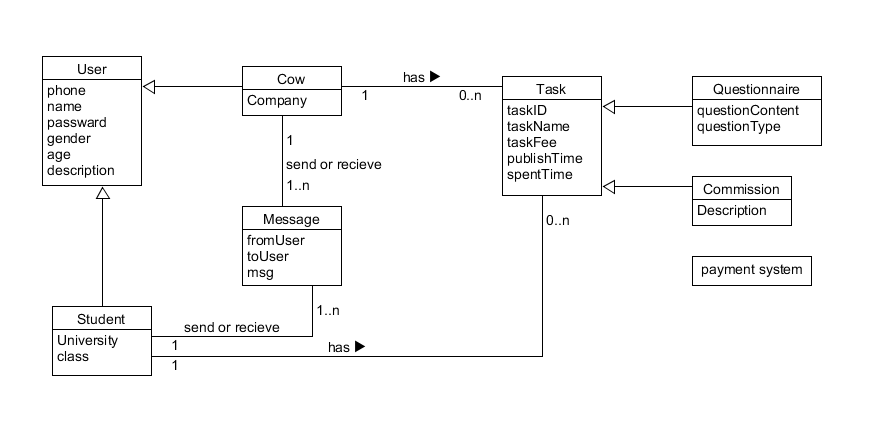 User
phone
name
passward
gender
age
description
Cow
Company
has ▶
1
0..n
Task
taskID
taskName
taskFee
publishTime
spentTime
Questionnaire
questionContent
questionType
1
send or recieve
1..n
Message
fromUser
toUser
msg
Commission
Description
0..n
payment system
Student
University
class
1..n
send or recieve
1
has ▶
1